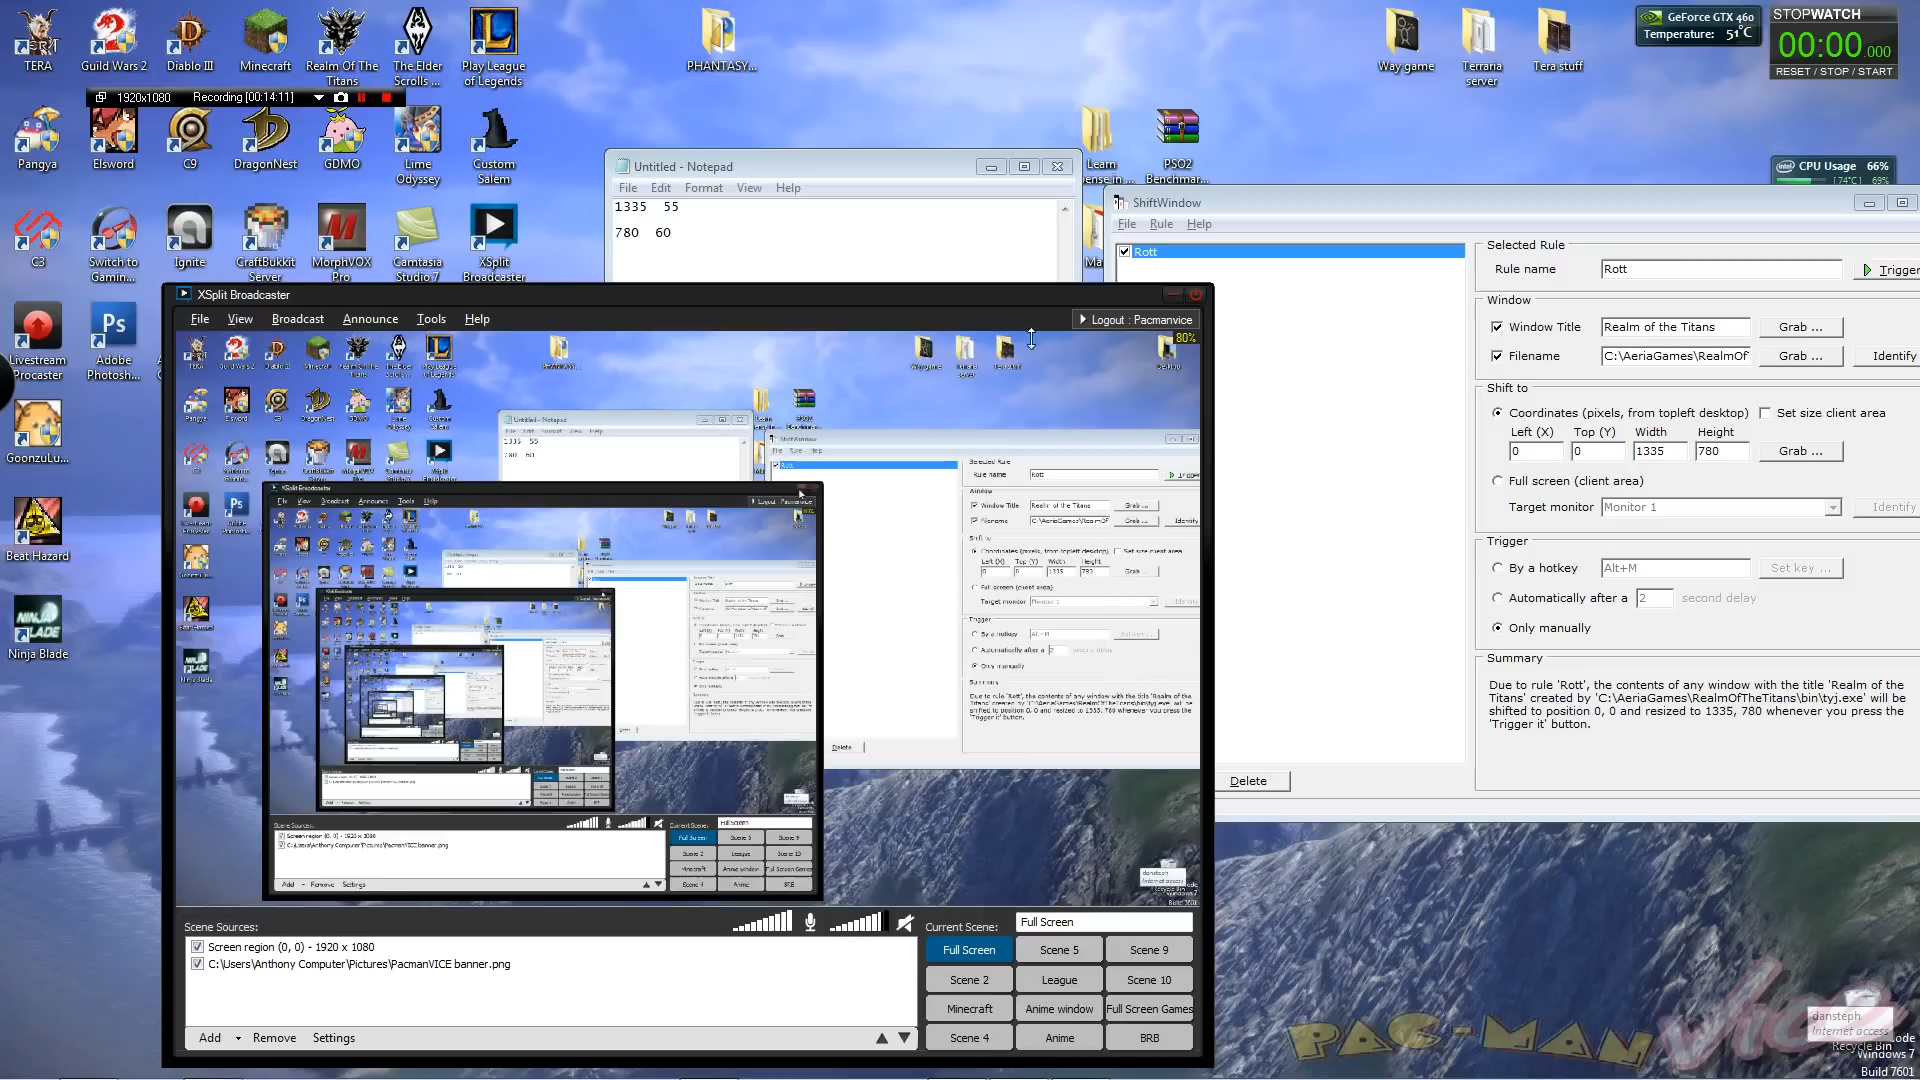 TERA
Guild Wars 2
Diablo III
Minecraft
Realm Of The Titans
The Elder Scrolls ...
Play League of Legends
PHANTASY...
Way game
Terraria server
Tera stuff
GeForce GTX 460
Temperature: 51°C
STOPWATCH
00:00.000
RESET / STOP / START
1920x1080 Recording [00:14:11]
Pangya
Elsword
C9
DragonNest
GDMO
Lime Odyssey
Custom Salem
Learn
ense in ...
PSO2 Benchmar...
intel CPU Usage 66%
[74°C] 69%
C3
Switch to Gamin...
Ignite
CraftBukkit Server
MorphVOX Pro
Camtasia Studio 7
XSplit Broadcaster
Livestream Procaster
Adobe Photosh...
GoonzuLu...
Beat Hazard
Ninja Blade
Untitled - Notepad
File Edit Format View Help
1335 55
780 60
ShiftWindow
File Rule Help
Rott
Selected Rule
Rule name Rott Trigger
Window
Window Title Realm of the Titans Grab ...
Filename C:\AeriaGames\RealmOf Grab ... Identify
Shift to
Coordinates (pixels, from topleft desktop) Set size client area
Left (X) Top (Y) Width Height
0 0 1335 780 Grab ...
Full screen (client area)
Target monitor Monitor 1 Identify
Trigger
By a hotkey Alt+M Set key ...
Automatically after a 2 second delay
Only manually
Summary
Due to rule 'Rott', the contents of any window with the title 'Realm of the
Titans' created by 'C:\AeriaGames\RealmOfTheTitans\bin\tyj.exe' will be
shifted to position 0, 0 and resized to 1335, 780 whenever you press the
'Trigger it' button.
Delete
XSplit Broadcaster
File View Broadcast Announce Tools Help
Logout : Pacmanvice
80%
Scene Sources:
Screen region (0, 0) - 1920 x 1080
C:\Users\Anthony Computer\Pictures\PacmanVICE banner.png
Add Remove Settings
Current Scene: Full Screen
Full Screen Scene 5 Scene 9
Scene 2 League Scene 10
Minecraft Anime window Full Screen Games
Scene 4 Anime BRB
PAC-MAN Vice
dansteph
Internet access
Recycle Bin
Windows 7
Build 7601